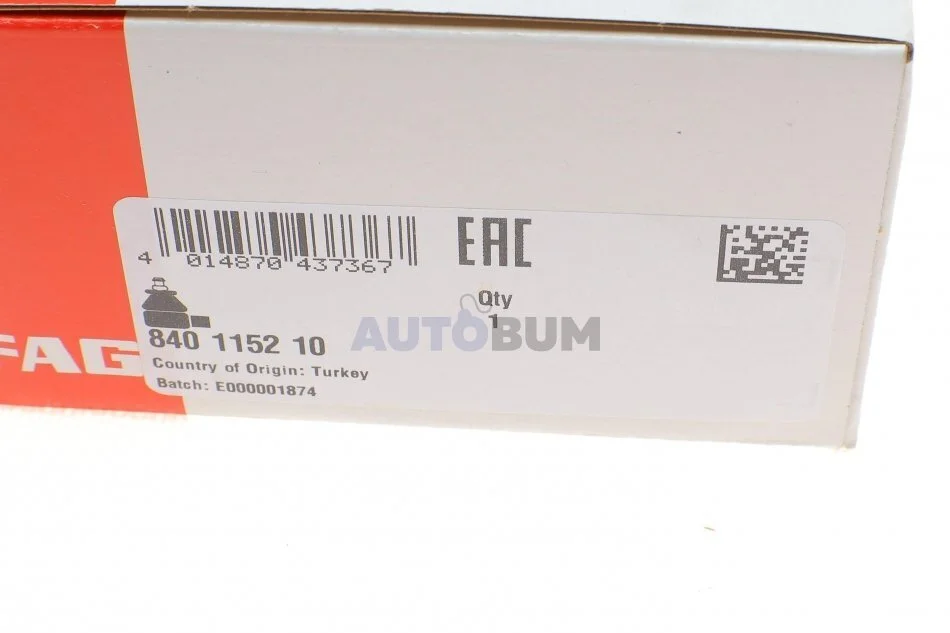 4 014870 437367
EAC
Qty
1
840 1152 10
AUTOBUM
FAG
Country of Origin: Turkey
Batch: E000001874